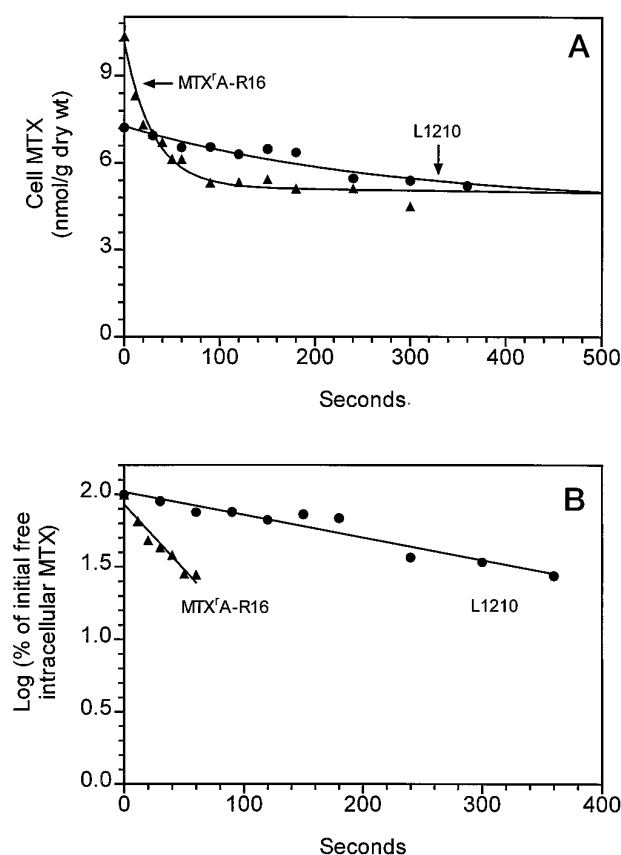 A
Cell MTX
(nmol/g dry wt)
9
6
3
0
MTXʳA-R16
L1210
0 100 200 300 400 500
Seconds.
B
Log (% of initial free
intracellular MTX)
2.0
1.5
1.0
0.5
0.0
MTXʳA-R16
L1210
0 100 200 300 400
Seconds